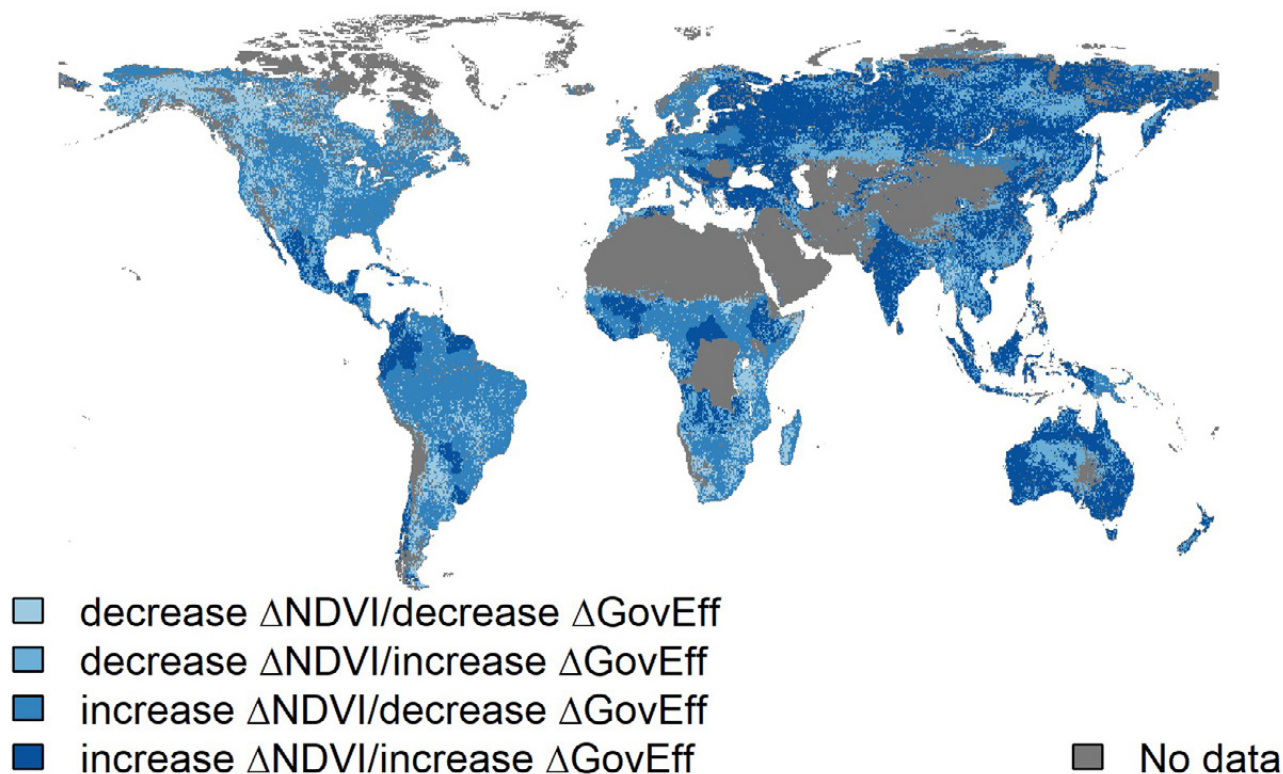 decrease ΔNDVI/decrease ΔGovEff
decrease ΔNDVI/increase ΔGovEff
increase ΔNDVI/decrease ΔGovEff
increase ΔNDVI/increase ΔGovEff
No data